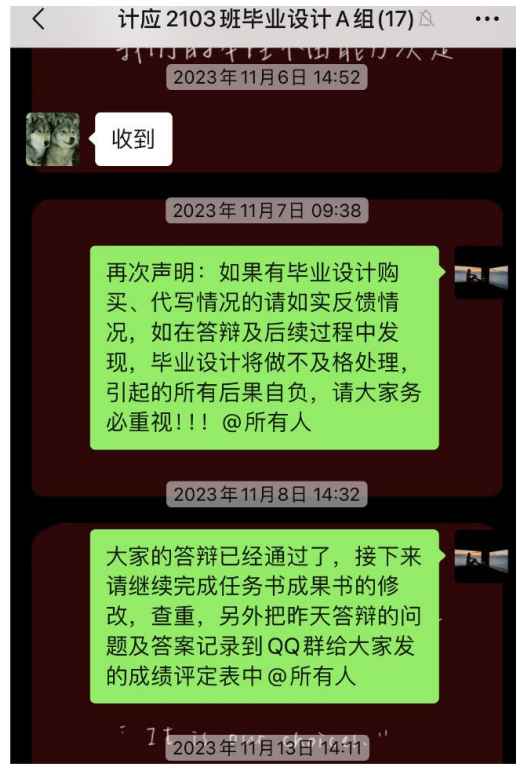 计应2103班毕业设计A组(17)
2023年11月6日 14:52
收到
2023年11月7日 09:38
再次声明：如果有毕业设计购
买、代写情况的请如实反馈情
况，如在答辩及后续过程中发
现，毕业设计将做不及格处理，
引起的所有后果自负，请大家务
必重视！！！@所有人
2023年11月8日 14:32
大家的答辩已经通过了，接下来
请继续完成任务书成果书的修
改，查重，另外把昨天答辩的问
题及答案记录到QQ群给大家发
的成绩评定表中@所有人
"It is our choices."
2023年11月13日 14:11